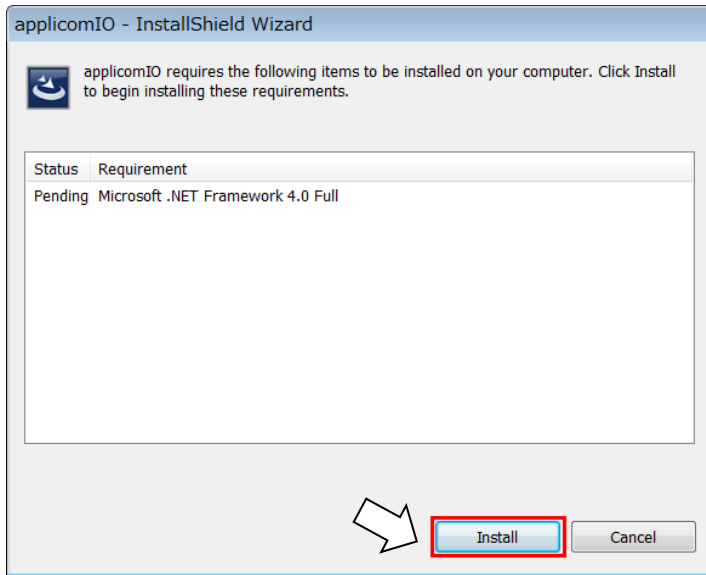 applicomIO - InstallShield Wizard
applicomIO requires the following items to be installed on your computer. Click Install
to begin installing these requirements.
Status Requirement
Pending Microsoft .NET Framework 4.0 Full
Install Cancel